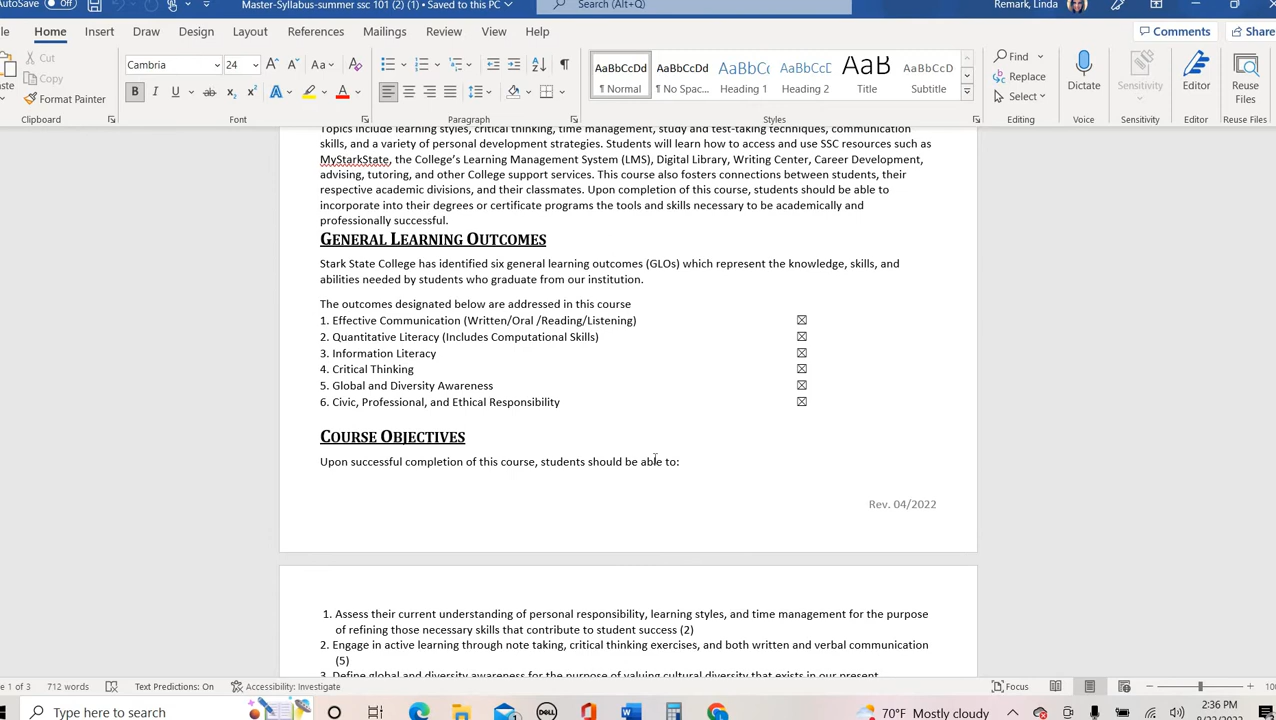 AutoSave Off Master-Syllabus-summer ssc 101 (2) (1) • Saved to this PC Search (Alt+Q) Remark, Linda
Home Insert Draw Design Layout References Mailings Review View Help Comments Share
Cut
Copy
Format Painter
Cambria 24 Aa
B I U ab x₂ x² A A
AaBbCcDd ¶ Normal
AaBbCcDd ¶ No Spac...
AaBbCc Heading 1
AaBbCcD Heading 2
AaB Title
AaBbCcD Subtitle
Find
Replace
Select
Dictate
Sensitivity
Editor
Reuse Files
Clipboard Font Paragraph Styles Editing Voice Sensitivity Editor Reuse Files
Topics include learning styles, critical thinking, time management, study and test-taking techniques, communication
skills, and a variety of personal development strategies. Students will learn how to access and use SSC resources such as
MyStarkState, the College's Learning Management System (LMS), Digital Library, Writing Center, Career Development,
advising, tutoring, and other College support services. This course also fosters connections between students, their
respective academic divisions, and their classmates. Upon completion of this course, students should be able to
incorporate into their degrees or certificate programs the tools and skills necessary to be academically and
professionally successful.
GENERAL LEARNING OUTCOMES
Stark State College has identified six general learning outcomes (GLOs) which represent the knowledge, skills, and
abilities needed by students who graduate from our institution.
The outcomes designated below are addressed in this course
1. Effective Communication (Written/Oral /Reading/Listening) ☒
2. Quantitative Literacy (Includes Computational Skills) ☒
3. Information Literacy ☒
4. Critical Thinking ☒
5. Global and Diversity Awareness ☒
6. Civic, Professional, and Ethical Responsibility ☒
COURSE OBJECTIVES
Upon successful completion of this course, students should be able to:
Rev. 04/2022
1. Assess their current understanding of personal responsibility, learning styles, and time management for the purpose
of refining those necessary skills that contribute to student success (2)
2. Engage in active learning through note taking, critical thinking exercises, and both written and verbal communication
(5)
3. Define global and diversity awareness for the purpose of valuing cultural diversity that exists in our present
1 of 3 712 words Text Predictions: On Accessibility: Investigate Focus
Type here to search DELL 70°F Mostly cloudy 2:36 PM